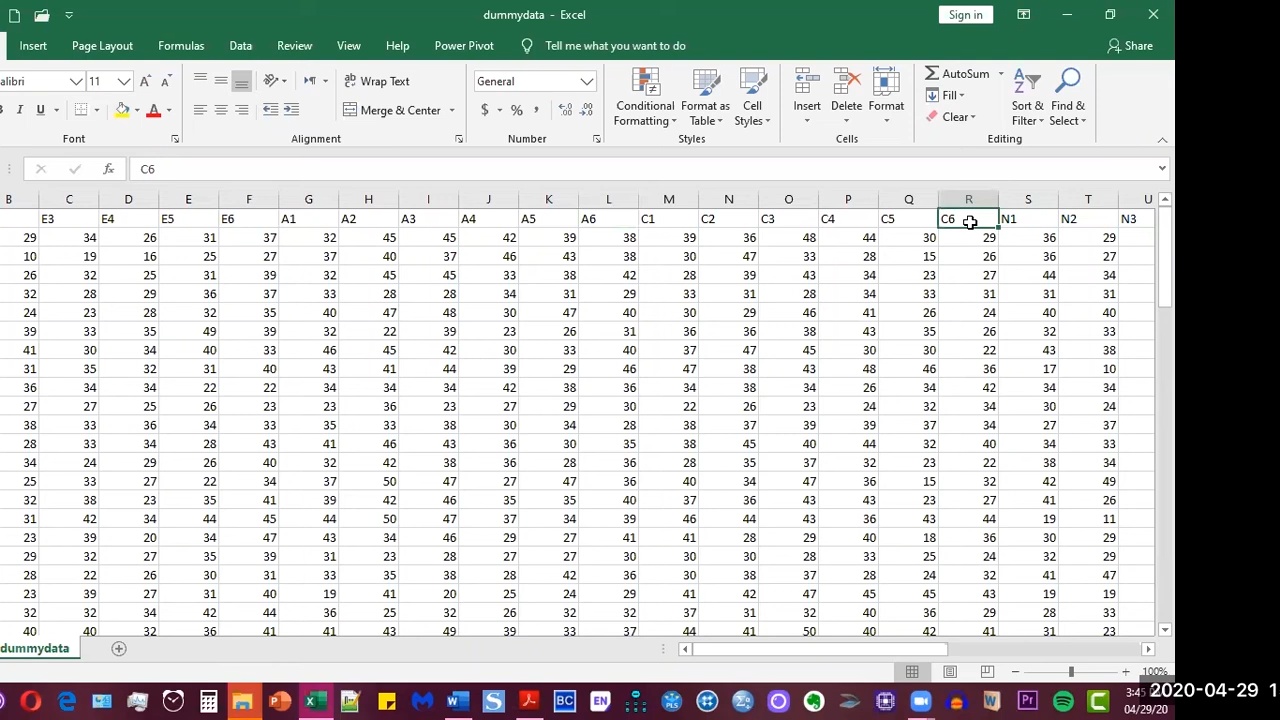 dummydata - Excel
Sign in
Insert Page Layout Formulas Data Review View Help Power Pivot Tell me what you want to do Share
alibri 11 Wrap Text General Conditional Formatting Format as Table Cell Styles Insert Delete Format AutoSum Fill Clear Sort & Filter Find & Select
Merge & Center $ % ,
Font Alignment Number Styles Cells Editing
C6
B C D E F G H I J K L M N O P Q R S T U
E3 E4 E5 E6 A1 A2 A3 A4 A5 A6 C1 C2 C3 C4 C5 C6 N1 N2 N3
29 34 26 31 37 32 45 45 42 39 38 39 36 48 44 30 29 36 29
10 19 16 25 27 37 40 37 46 43 38 30 47 33 28 15 26 36 27
26 32 25 31 39 32 45 45 33 38 42 28 39 43 34 23 27 44 34
32 28 29 36 37 33 28 28 34 31 29 33 31 28 34 33 31 31 31
24 23 28 32 35 40 47 48 30 47 40 30 29 46 41 26 24 40 40
39 33 35 49 39 32 22 39 23 26 31 36 36 38 43 35 26 32 33
41 30 34 40 33 46 45 42 30 33 40 37 47 45 30 30 22 43 38
31 35 32 31 40 43 41 44 39 29 46 47 38 43 48 46 36 17 10
36 34 34 22 22 34 34 34 42 38 36 34 38 34 26 34 42 34 34
27 27 25 26 23 23 36 23 27 29 30 22 26 23 24 32 34 30 24
38 33 36 34 33 35 33 38 30 34 28 38 37 39 39 37 34 27 37
28 33 34 28 43 41 46 43 36 30 35 38 45 40 44 32 40 34 33
34 24 29 26 40 32 42 38 36 28 36 28 35 37 32 23 22 38 34
25 33 27 22 34 37 50 47 27 47 36 40 34 47 36 15 32 42 49
32 38 23 35 41 39 42 46 35 35 40 37 36 43 43 23 27 41 26
31 42 34 44 45 44 50 47 37 34 39 46 44 43 36 43 44 19 11
23 39 20 34 47 43 34 46 29 27 41 41 28 29 40 18 36 30 29
29 32 27 35 39 31 23 28 27 27 30 30 30 28 33 25 24 32 29
28 22 26 30 31 33 35 38 28 42 36 30 38 37 28 24 32 41 47
23 39 27 31 40 19 41 20 25 24 29 41 42 47 45 45 43 19 19
32 32 34 42 44 36 25 32 26 32 32 37 31 32 40 36 29 28 33
40 40 32 36 41 41 43 49 39 33 37 44 41 50 40 42 41 31 23
dummydata
100%
BC EN PLS Pr
3:45
04/29/20
2020-04-29 1